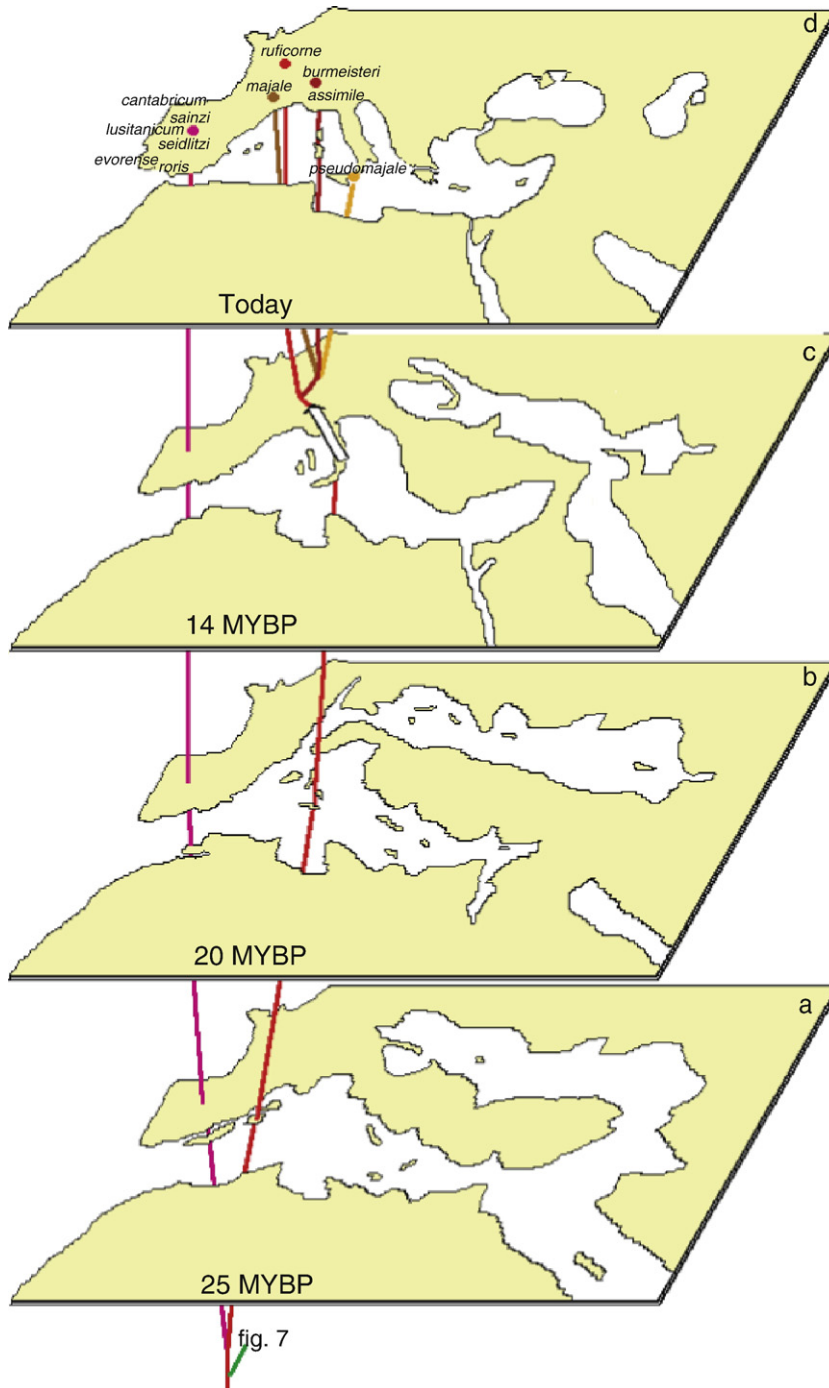 d
ruficorne
burmeisteri
majale
assimile
cantabricum
sainzi
lusitanicum
seidlitzi
evorense
roris
pseudomajale
Today
c
14 MYBP
b
20 MYBP
a
25 MYBP
fig. 7